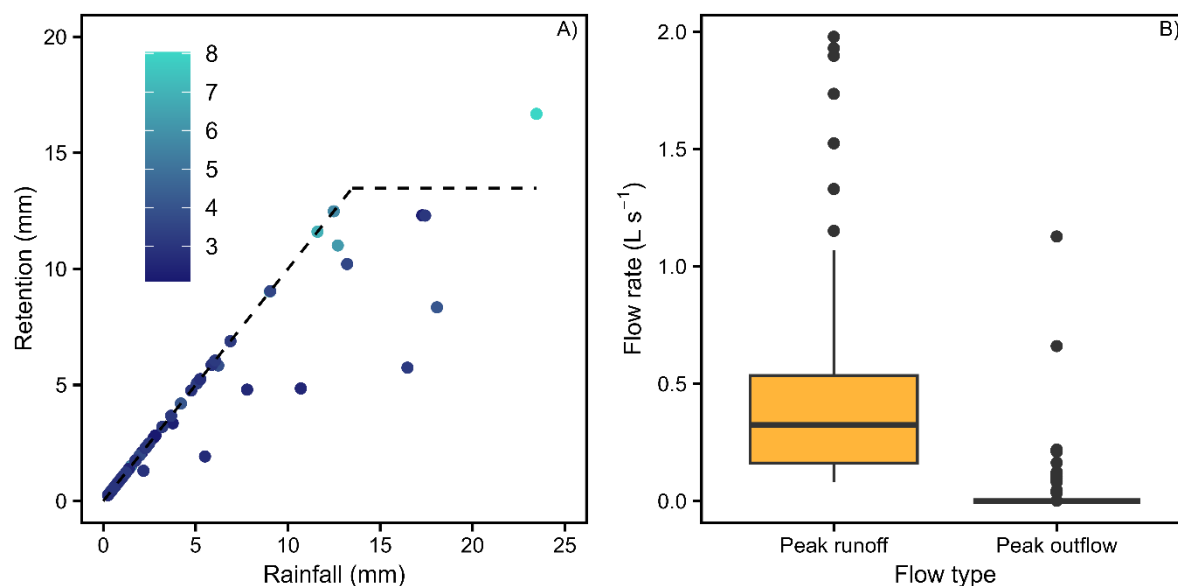 A)
20
15
10
5
0
Retention (mm)
8
7
6
5
4
3
0 5 10 15 20 25
Rainfall (mm)
B)
2.0
1.5
1.0
0.5
0.0
Flow rate (L s⁻¹)
Peak runoff Peak outflow
Flow type